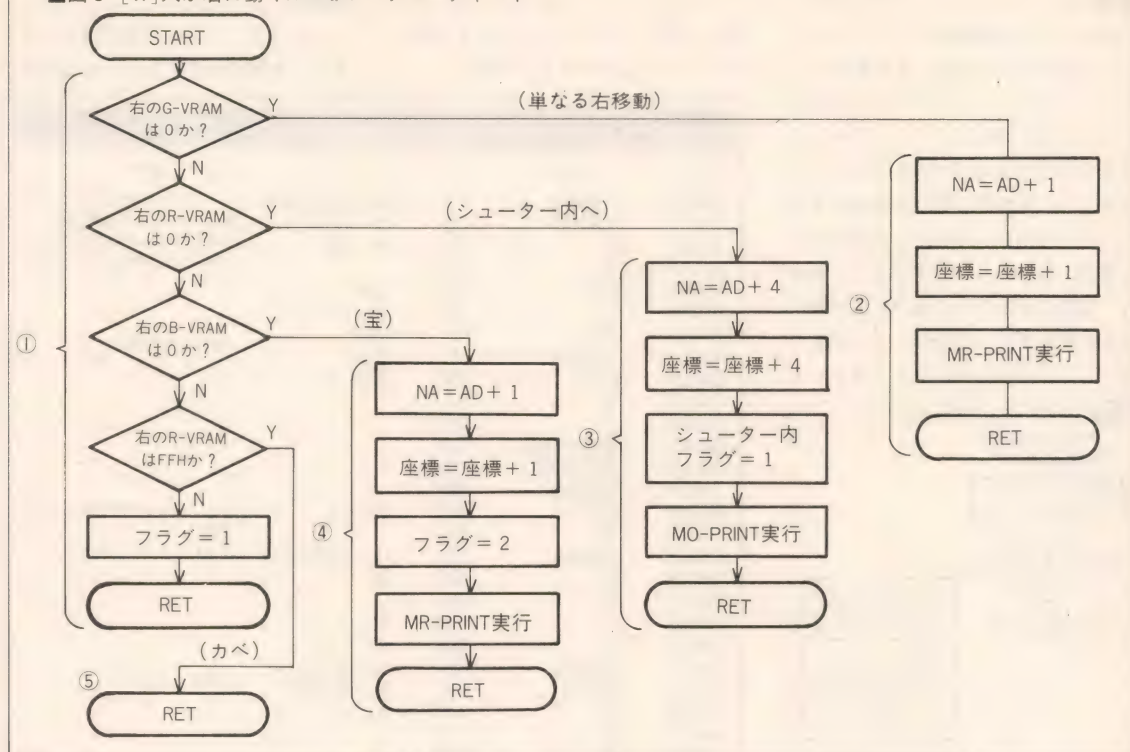 START
右のG-VRAM
は0か?
Y
(単なる右移動)
N
右のR-VRAM
は0か?
Y
(シューター内へ)
N
右のB-VRAM
は0か?
Y
(宝)
N
右のR-VRAM
はFFHか?
Y
N
フラグ=1
RET
①
(カベ)
⑤
RET
④
NA=AD+1
座標=座標+1
フラグ=2
MR-PRINT実行
RET
③
NA=AD+4
座標=座標+4
シューター内
フラグ=1
MO-PRINT実行
RET
②
NA=AD+1
座標=座標+1
MR-PRINT実行
RET